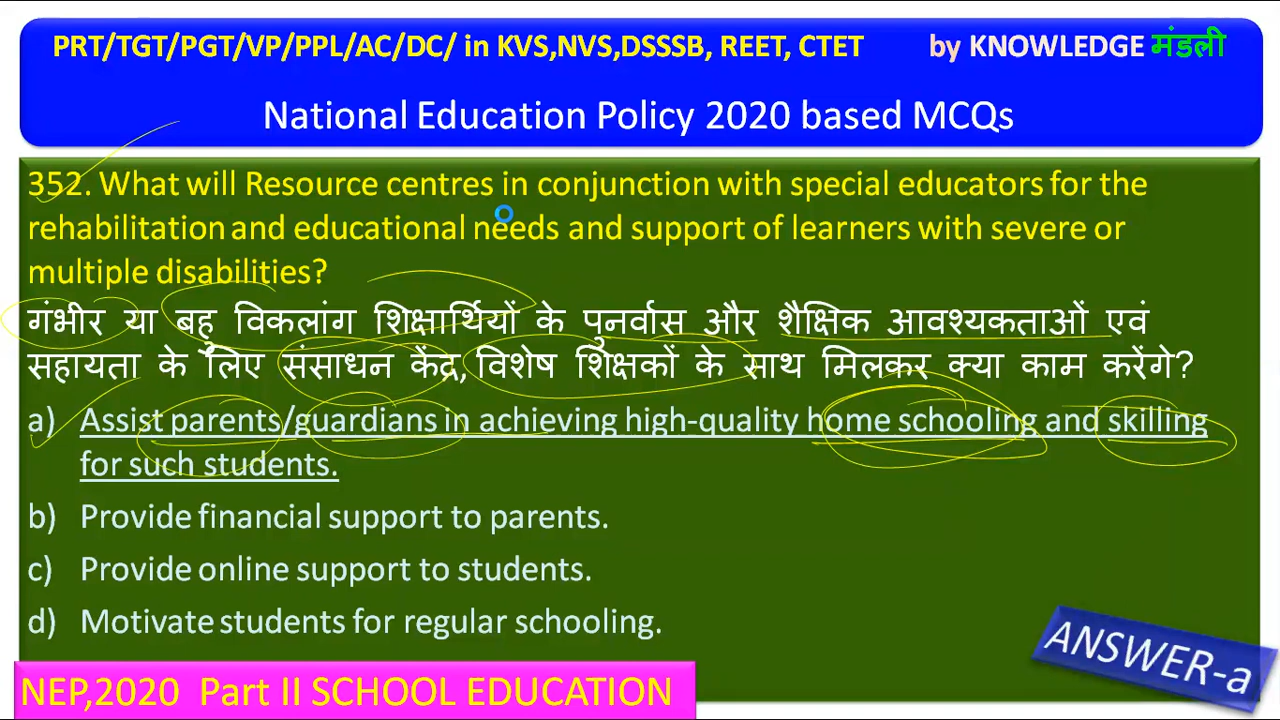 PRT/TGT/PGT/VP/PPL/AC/DC/ in KVS,NVS,DSSSB, REET, CTET by KNOWLEDGE मंडली
National Education Policy 2020 based MCQs
352. What will Resource centres in conjunction with special educators for the
rehabilitation and educational needs and support of learners with severe or
multiple disabilities?
गंभीर या बहु विकलांग शिक्षार्थियों के पुनर्वास और शैक्षिक आवश्यकताओं एवं
सहायता के लिए संसाधन केंद्र, विशेष शिक्षकों के साथ मिलकर क्या काम करेंगे?
a) Assist parents/guardians in achieving high-quality home schooling and skilling
for such students.
b) Provide financial support to parents.
c) Provide online support to students.
d) Motivate students for regular schooling.
ANSWER-a
NEP,2020 Part II SCHOOL EDUCATION